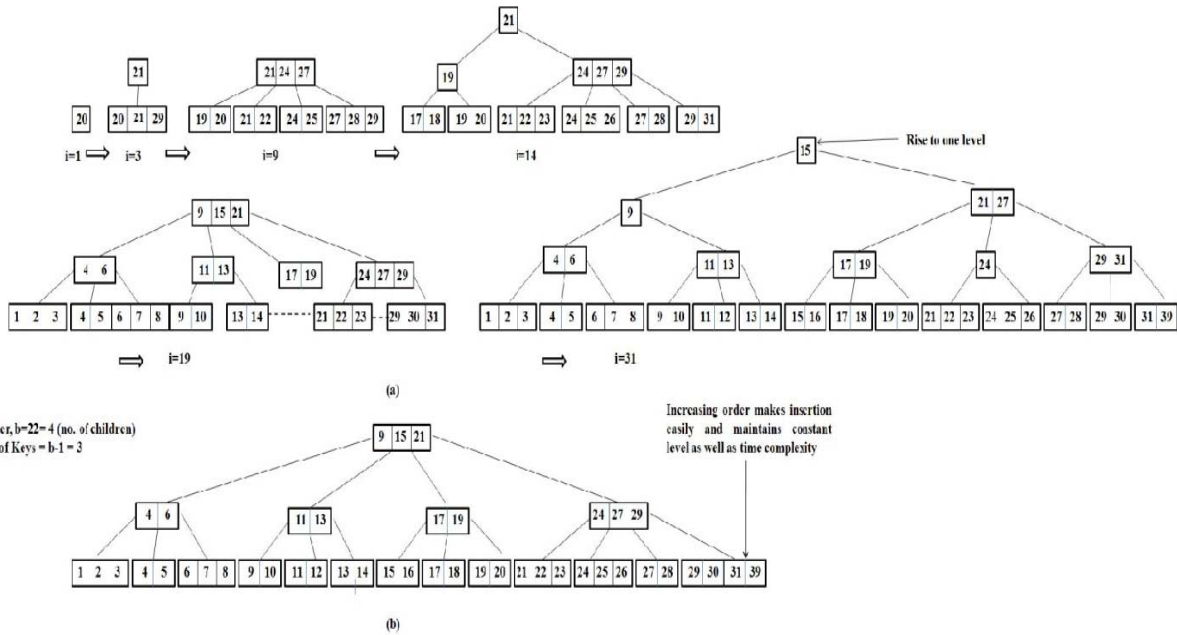 21
21
21 24 27
19
24 27 29
20
20 21 29
19 20
21 22
24 25
27 28 29
17 18
19 20
21 22 23
24 25 26
27 28
29 31
i=1
i=3
i=9
i=14
15
Rise to one level
9 15 21
9
21 27
4 6
11 13
17 19
24 27 29
4 6
11 13
17 19
24
29 31
1 2 3
4 5
6 7 8
9 10
13 14
21 22 23
29 30 31
1 2 3
4 5
6 7 8
9 10
11 12
13 14
15 16
17 18
19 20
21 22 23
24 25 26
27 28
29 30
31 39
i=19
i=31
(a)
er, b=22= 4 (no. of children)
of Keys = b-1 = 3
Increasing order makes insertion
easily and maintains constant
level as well as time complexity
9 15 21
4 6
11 13
17 19
24 27 29
1 2 3
4 5
6 7 8
9 10
11 12
13 14
15 16
17 18
19 20
21 22 23
24 25 26
27 28
29 30
31 39
(b)